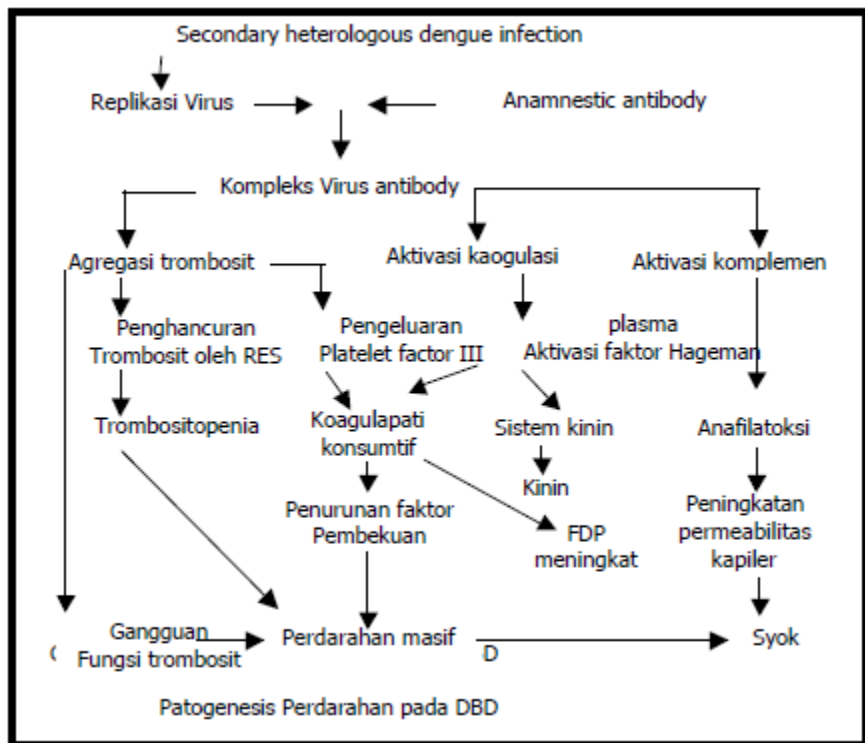 Secondary heterologous dengue infection
Replikasi Virus
Anamnestic antibody
Kompleks Virus antibody
Agregasi trombosit
Aktivasi kaogulasi
Aktivasi komplemen
Penghancuran
Trombosit oleh RES
Pengeluaran
Platelet factor III
plasma
Aktivasi faktor Hageman
Trombositopenia
Koagulapati
konsumtif
Sistem kinin
Anafilatoksi
Kinin
Penurunan faktor
Pembekuan
FDP
meningkat
Peningkatan
permeabilitas
kapiler
Gangguan
Fungsi trombosit
Perdarahan masif
D
Syok
Patogenesis Perdarahan pada DBD